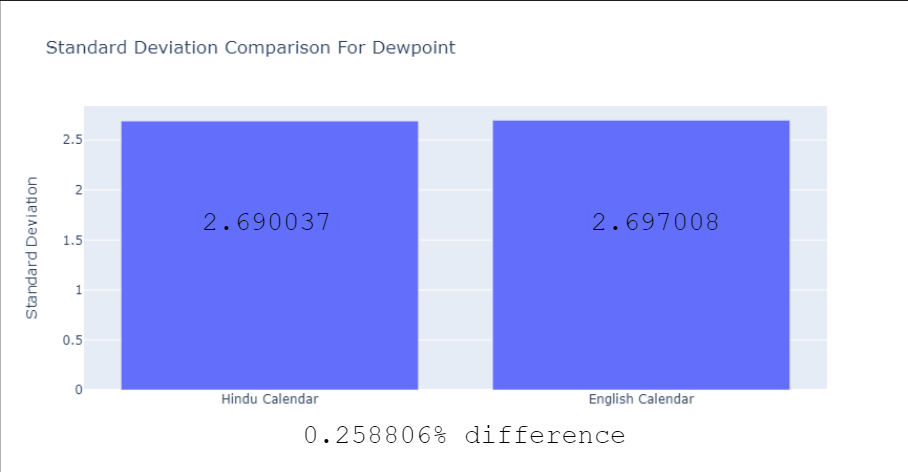 Standard Deviation Comparison For Dewpoint
Standard Deviation
2.5
2
1.5
1
0.5
0
2.690037
2.697008
Hindu Calendar
English Calendar
0.258806% difference